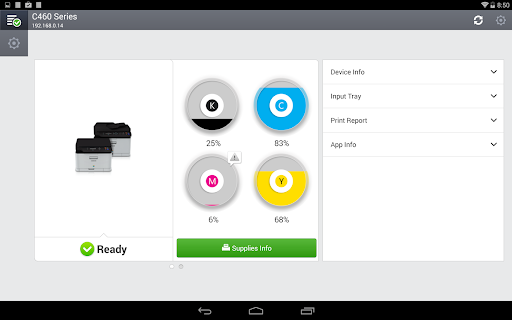 8:50
C460 Series
192.168.0.14
K
C
25%
83%
M
Y
6%
68%
Ready
Supplies Info
Device Info
Input Tray
Print Report
App Info